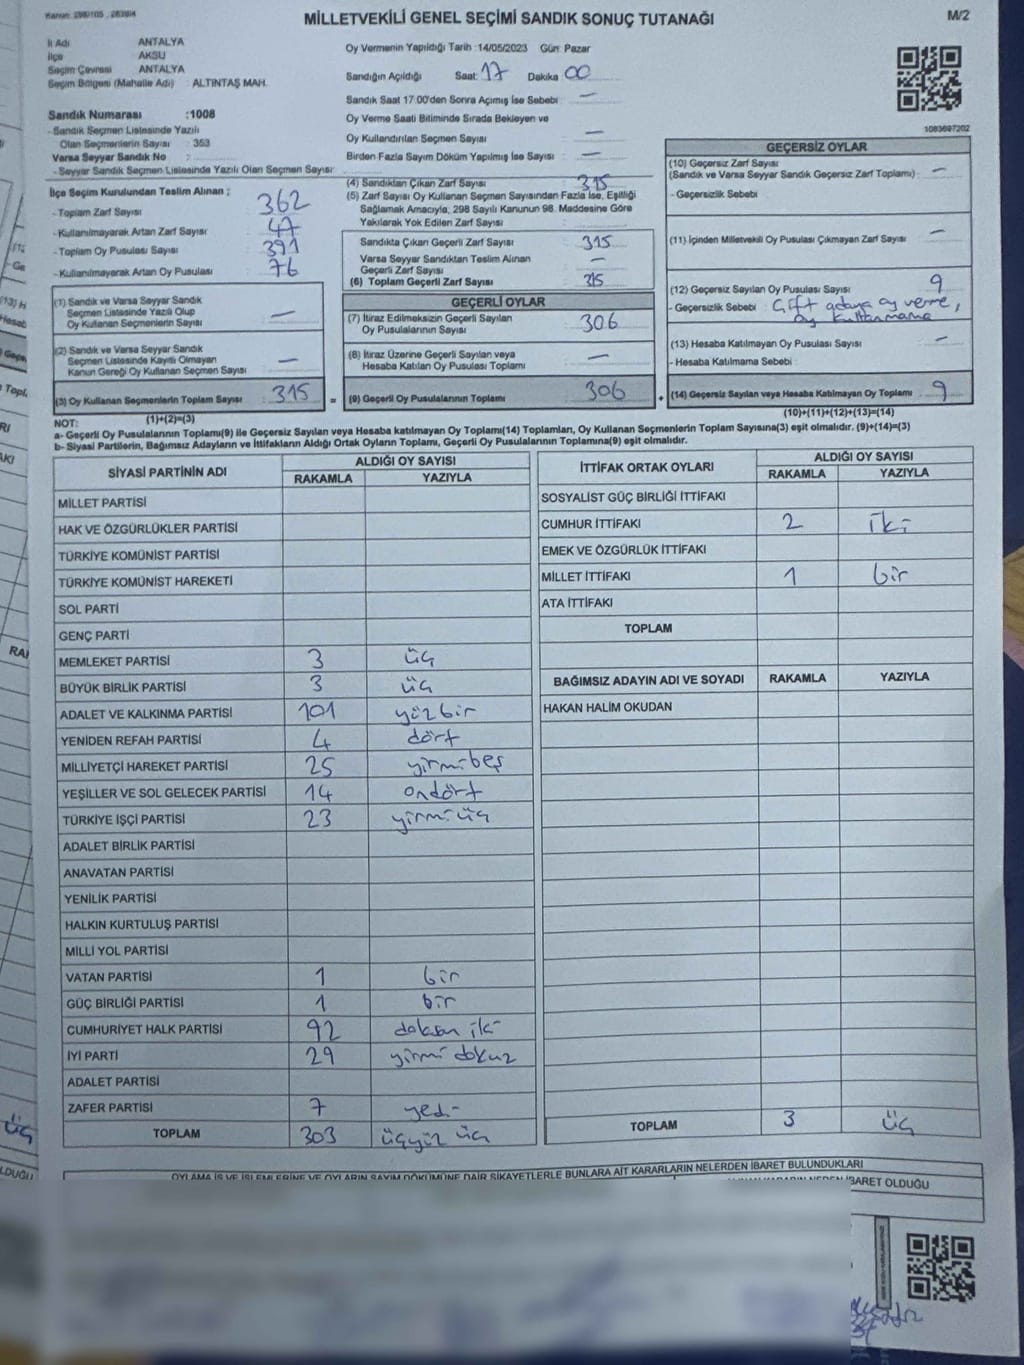 Kanun: 298/105 , 2839/4
MİLLETVEKİLİ GENEL SEÇİMİ SANDIK SONUÇ TUTANAĞI
M/2
İl Adı ANTALYA
İlçe AKSU
Seçim Çevresi ANTALYA
Seçim Bölgesi (Mahalle Adı) : ALTINTAŞ MAH.
Sandık Numarası :1008
- Sandık Seçmen Listesinde Yazılı
Olan Seçmenlerin Sayısı : 353
Varsa Seyyar Sandık No :
- Seyyar Sandık Seçmen Listesinde Yazılı Olan Seçmen Sayısı :
Oy Vermenin Yapıldığı Tarih :14/05/2023 Gün: Pazar
Sandığın Açıldığı Saat: 17 Dakika 00
Sandık Saat 17:00'den Sonra Açımış İse Sebebi : —
Oy Verme Saati Bitiminde Sırada Bekleyen ve
Oy Kullandırılan Seçmen Sayısı —
Birden Fazla Sayım Döküm Yapılmış İse Sayısı : —
1083697202
İlçe Seçim Kurulundan Teslim Alınan ;
- Toplam Zarf Sayısı 362
- Kullanılmayarak Artan Zarf Sayısı 47
- Toplam Oy Pusulası Sayısı 391
- Kullanılmayarak Artan Oy Pusulası 76
(1) Sandık ve Varsa Seyyar Sandık
Seçmen Listesinde Yazılı Olup
Oy Kullanan Seçmenlerin Sayısı —
(2) Sandık ve Varsa Seyyar Sandık
Seçmen Listesinde Kayıtlı Olmayan
Kanun Gereği Oy Kullanan Seçmen Sayısı —
(3) Oy Kullanan Seçmenlerin Toplam Sayısı 315 =
(4) Sandıktan Çıkan Zarf Sayısı 315
(5) Zarf Sayısı Oy Kullanan Seçmen Sayısından Fazla İse, Eşitliği
Sağlamak Amacıyla, 298 Sayılı Kanunun 98. Maddesine Göre
Yakılarak Yok Edilen Zarf Sayısı :
Sandıkta Çıkan Geçerli Zarf Sayısı 315
Varsa Seyyar Sandıktan Teslim Alınan
Geçerli Zarf Sayısı —
(6) Toplam Geçerli Zarf Sayısı 315
GEÇERLİ OYLAR
(7) İtiraz Edilmeksizin Geçerli Sayılan
Oy Pusulalarının Sayısı 306
(8) İtiraz Üzerine Geçerli Sayılan veya
Hesaba Katılan Oy Pusulası Toplamı —
(9) Geçerli Oy Pusulalarının Toplamı 306 +
GEÇERSİZ OYLAR
(10) Geçersiz Zarf Sayısı
(Sandık ve Varsa Seyyar Sandık Geçersiz Zarf Toplamı) : —
- Geçersizlik Sebebi :
(11) İçinden Milletvekili Oy Pusulası Çıkmayan Zarf Sayısı —
(12) Geçersiz Sayılan Oy Pusulası Sayısı 9
- Geçersizlik Sebebi : Çift adaya oy verme,
oy kullanmama
(13) Hesaba Katılmayan Oy Pusulası Sayısı —
- Hesaba Katılmama Sebebi :
(14) Geçersiz Sayılan veya Hesaba Katılmayan Oy Toplamı 9
NOT: (1)+(2)=(3) (10)+(11)+(12)+(13)=(14)
a- Geçerli Oy Pusulalarının Toplamı(9) ile Geçersiz Sayılan veya Hesaba katılmayan Oy Toplamı(14) Toplamları, Oy Kullanan Seçmenlerin Toplam Sayısına(3) eşit olmalıdır. (9)+(14)=(3)
b- Siyasi Partilerin, Bağımsız Adayların ve İttifakların Aldığı Ortak Oyların Toplamı, Geçerli Oy Pusulalarının Toplamına(9) eşit olmalıdır.
SİYASİ PARTİNİN ADI ALDIĞI OY SAYISI
RAKAMLA YAZIYLA
MİLLET PARTİSİ
HAK VE ÖZGÜRLÜKLER PARTİSİ
TÜRKİYE KOMÜNİST PARTİSİ
TÜRKİYE KOMÜNİST HAREKETİ
SOL PARTİ
GENÇ PARTİ
MEMLEKET PARTİSİ 3 üç
BÜYÜK BİRLİK PARTİSİ 3 üç
ADALET VE KALKINMA PARTİSİ 101 yüzbir
YENİDEN REFAH PARTİSİ 4 dört
MİLLİYETÇİ HAREKET PARTİSİ 25 yirmibeş
YEŞİLLER VE SOL GELECEK PARTİSİ 14 ondört
TÜRKİYE İŞÇİ PARTİSİ 23 yirmiüç
ADALET BİRLİK PARTİSİ
ANAVATAN PARTİSİ
YENİLİK PARTİSİ
HALKIN KURTULUŞ PARTİSİ
MİLLİ YOL PARTİSİ
VATAN PARTİSİ 1 bir
GÜÇ BİRLİĞİ PARTİSİ 1 bir
CUMHURİYET HALK PARTİSİ 92 doksan iki
İYİ PARTİ 29 yirmi dokuz
ADALET PARTİSİ
ZAFER PARTİSİ 7 yedi
TOPLAM 303 üçyüz üç
İTTİFAK ORTAK OYLARI ALDIĞI OY SAYISI
RAKAMLA YAZIYLA
SOSYALİST GÜÇ BİRLİĞİ İTTİFAKI
CUMHUR İTTİFAKI 2 iki
EMEK VE ÖZGÜRLÜK İTTİFAKI
MİLLET İTTİFAKI 1 bir
ATA İTTİFAKI
TOPLAM
BAĞIMSIZ ADAYIN ADI VE SOYADI RAKAMLA YAZIYLA
HAKAN HALİM OKUDAN
TOPLAM 3 üç
OYLAMA İŞ VE İŞLEMLERİNE VE OYLARIN SAYIM DÖKÜMÜNE DAİR ŞİKAYETLERLE BUNLARA AİT KARARLARIN NELERDEN İBARET BULUNDUKLARI
İBARET OLDUĞU